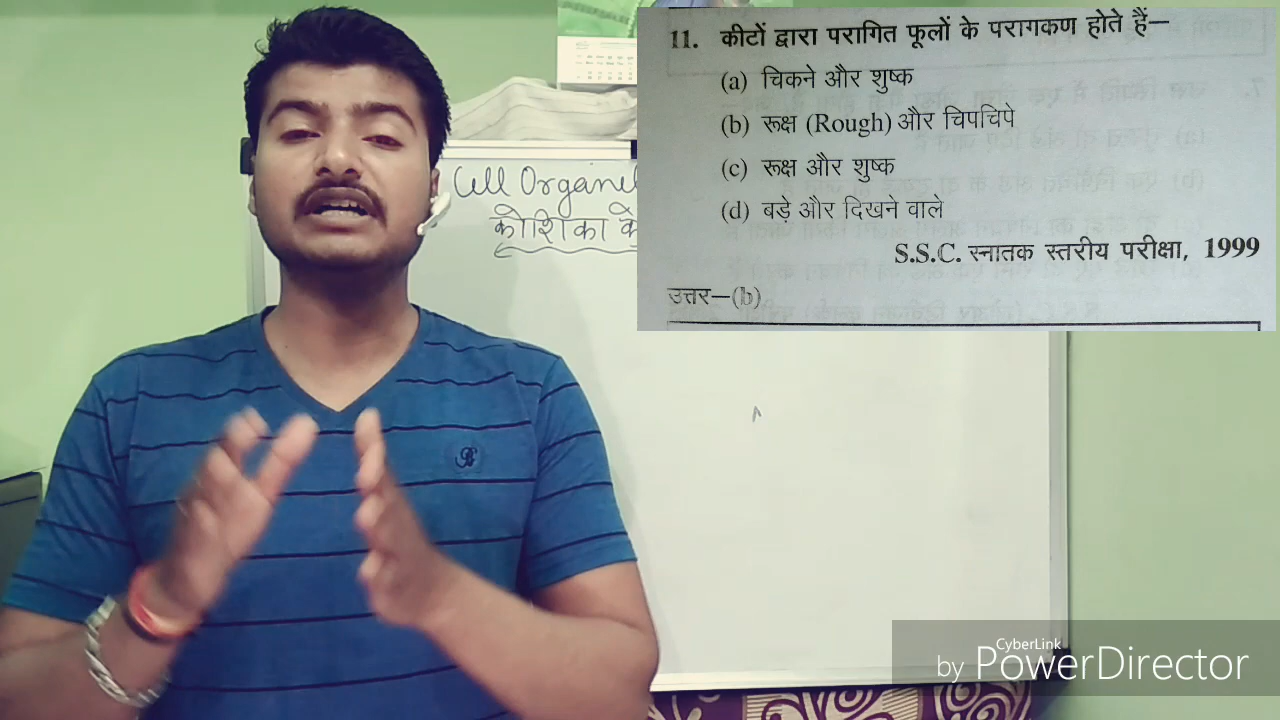 11. कीटों द्वारा परागित फूलों के परागकण होते हैं—
(a) चिकने और शुष्क
(b) रूक्ष (Rough) और चिपचिपे
(c) रूक्ष और शुष्क
(d) बड़े और दिखने वाले
S.S.C. स्नातक स्तरीय परीक्षा, 1999
उत्तर—(b)
Cell
कोशिका
CyberLink
by PowerDirector